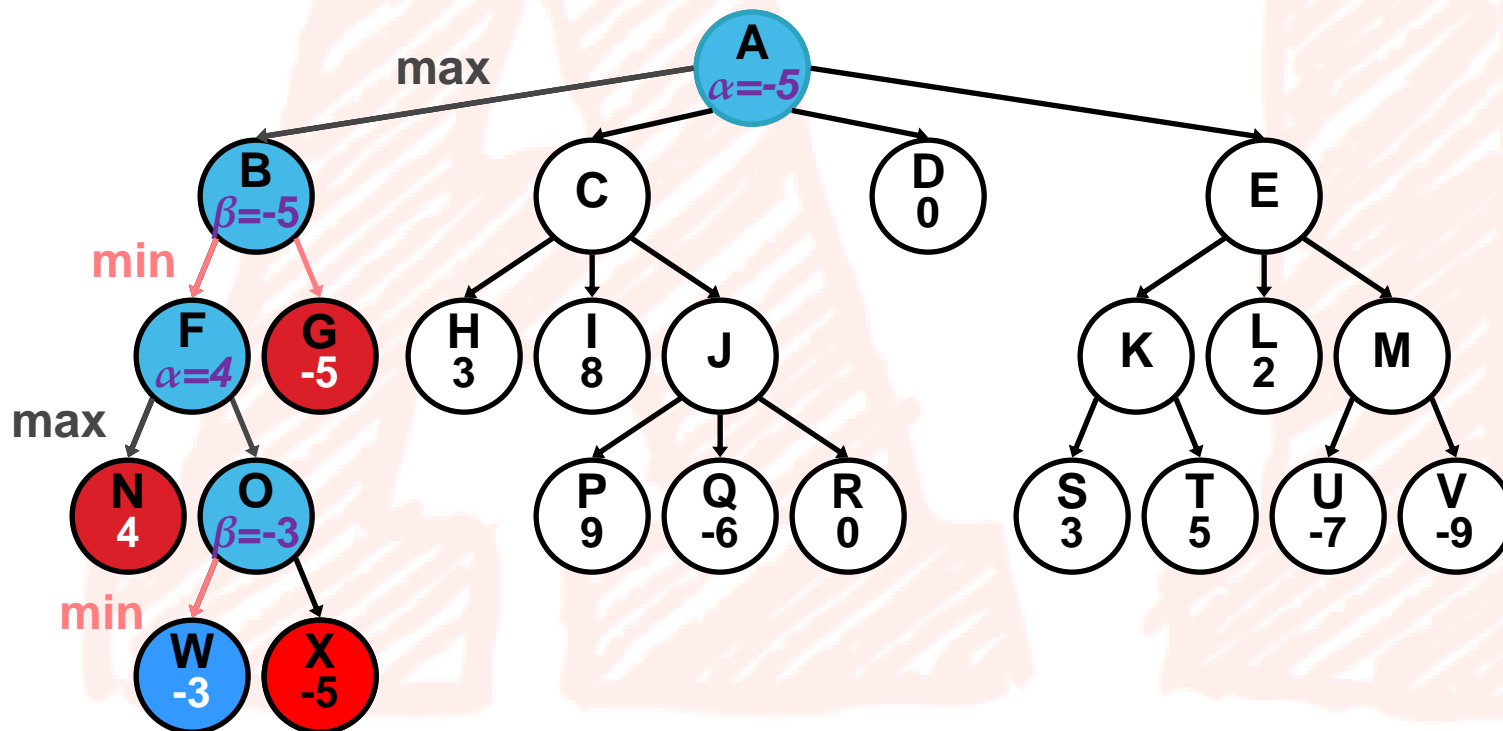 A
α=-5
max
B
β=-5
C
D
0
E
min
F
α=4
G
-5
H
3
I
8
J
K
L
2
M
max
N
4
O
β=-3
P
9
Q
-6
R
0
S
3
T
5
U
-7
V
-9
min
W
-3
X
-5